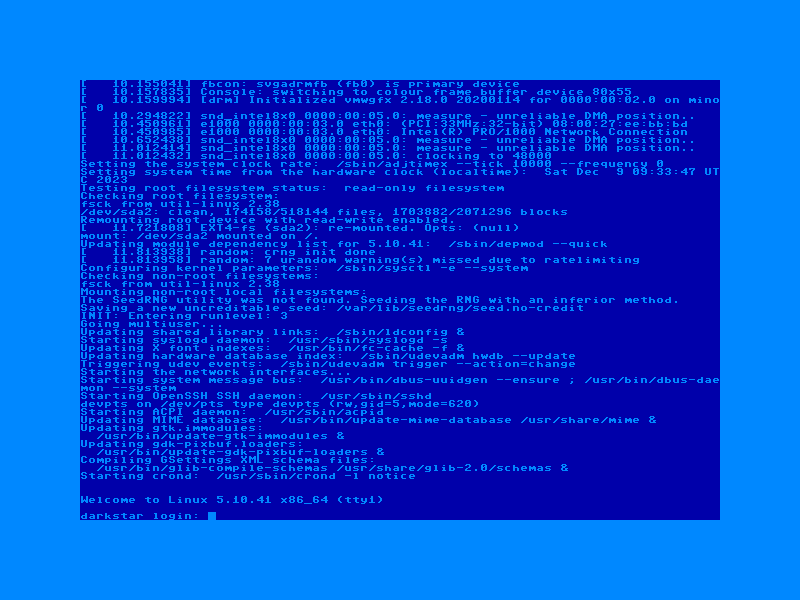 [   10.155041] fbcon: svgadrmfb (fb0) is primary device
[   10.157835] Console: switching to colour frame buffer device 80x55
[   10.159994] [drm] Initialized vmwgfx 2.18.0 20200114 for 0000:00:02.0 on mino
r 0
[   10.294822] snd_intel8x0 0000:00:05.0: measure - unreliable DMA position..
[   10.450961] e1000 0000:00:03.0 eth0: (PCI:33MHz:32-bit) 08:00:27:ee:bb:bd
[   10.450985] e1000 0000:00:03.0 eth0: Intel(R) PRO/1000 Network Connection
[   10.652438] snd_intel8x0 0000:00:05.0: measure - unreliable DMA position..
[   11.012414] snd_intel8x0 0000:00:05.0: measure - unreliable DMA position..
[   11.012432] snd_intel8x0 0000:00:05.0: clocking to 48000
Setting the system clock rate:  /sbin/adjtimex --tick 10000 --frequency 0
Setting system time from the hardware clock (localtime):  Sat Dec  9 09:33:47 UT
C 2023
Testing root filesystem status:  read-only filesystem
Checking root filesystem:
fsck from util-linux 2.38
/dev/sda2: clean, 174158/518144 files, 1703882/2071296 blocks
Remounting root device with read-write enabled.
[   11.721808] EXT4-fs (sda2): re-mounted. Opts: (null)
mount: /dev/sda2 mounted on /.
Updating module dependency list for 5.10.41:  /sbin/depmod --quick
[   11.813938] random: crng init done
[   11.813958] random: 7 urandom warning(s) missed due to ratelimiting
Configuring kernel parameters:  /sbin/sysctl -e --system
Checking non-root filesystems:
fsck from util-linux 2.38
Mounting non-root local filesystems:
The SeedRNG utility was not found. Seeding the RNG with an inferior method.
Saving a new uncreditable seed: /var/lib/seedrng/seed.no-credit
INIT: Entering runlevel: 3
Going multiuser...
Updating shared library links:  /sbin/ldconfig &
Starting syslogd daemon:  /usr/sbin/syslogd -s
Updating X font indexes:  /usr/bin/fc-cache -f &
Updating hardware database index:  /sbin/udevadm hwdb --update
Triggering udev events:  /sbin/udevadm trigger --action=change
Starting the network interfaces...
Starting system message bus:  /usr/bin/dbus-uuidgen --ensure ; /usr/bin/dbus-dae
mon --system
Starting OpenSSH SSH daemon:  /usr/sbin/sshd
devpts on /dev/pts type devpts (rw,gid=5,mode=620)
Starting ACPI daemon:  /usr/sbin/acpid
Updating MIME database:  /usr/bin/update-mime-database /usr/share/mime &
Updating gtk.immodules:
  /usr/bin/update-gtk-immodules &
Updating gdk-pixbuf.loaders:
  /usr/bin/update-gdk-pixbuf-loaders &
Compiling GSettings XML schema files:
  /usr/bin/glib-compile-schemas /usr/share/glib-2.0/schemas &
Starting crond:  /usr/sbin/crond -l notice
Welcome to Linux 5.10.41 x86_64 (tty1)
darkstar login: